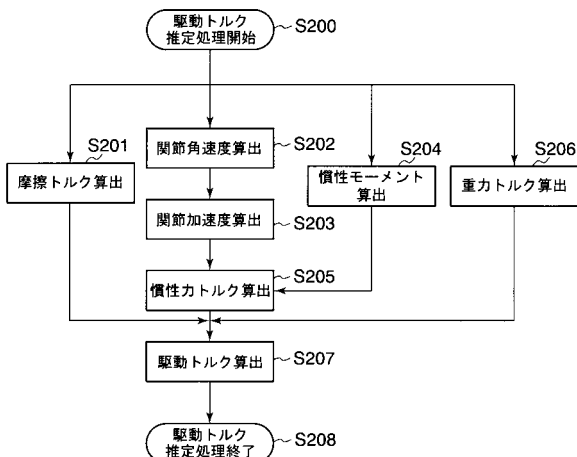 駆動トルク
推定処理開始
S200
S201
摩擦トルク算出
関節角速度算出
S202
S204
慣性モーメント
算出
S206
重力トルク算出
関節加速度算出
S203
慣性力トルク算出
S205
駆動トルク算出
S207
駆動トルク
推定処理終了
S208